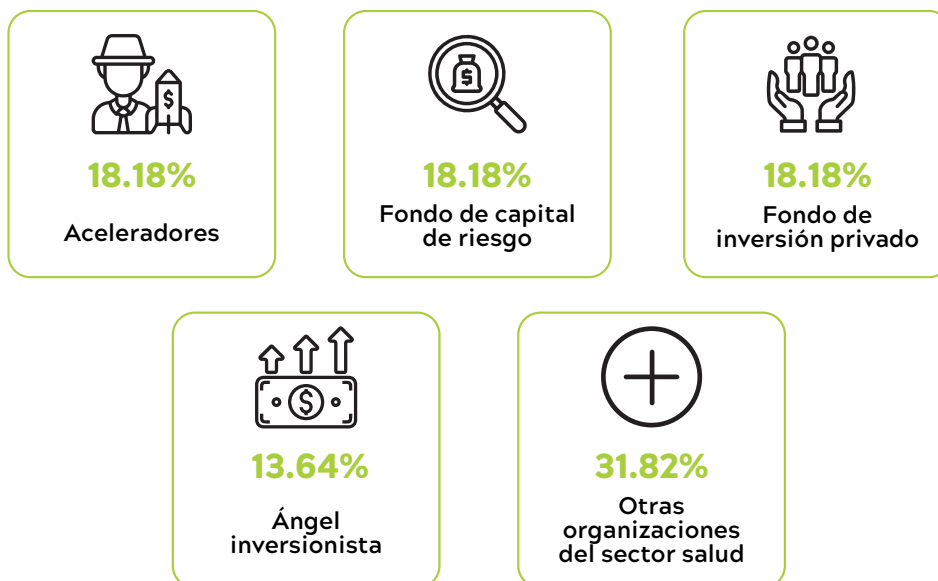 $
18.18%
Aceleradores
$
18.18%
Fondo de capital
de riesgo
18.18%
Fondo de
inversión privado
$
13.64%
Ángel
inversionista
31.82%
Otras
organizaciones
del sector salud